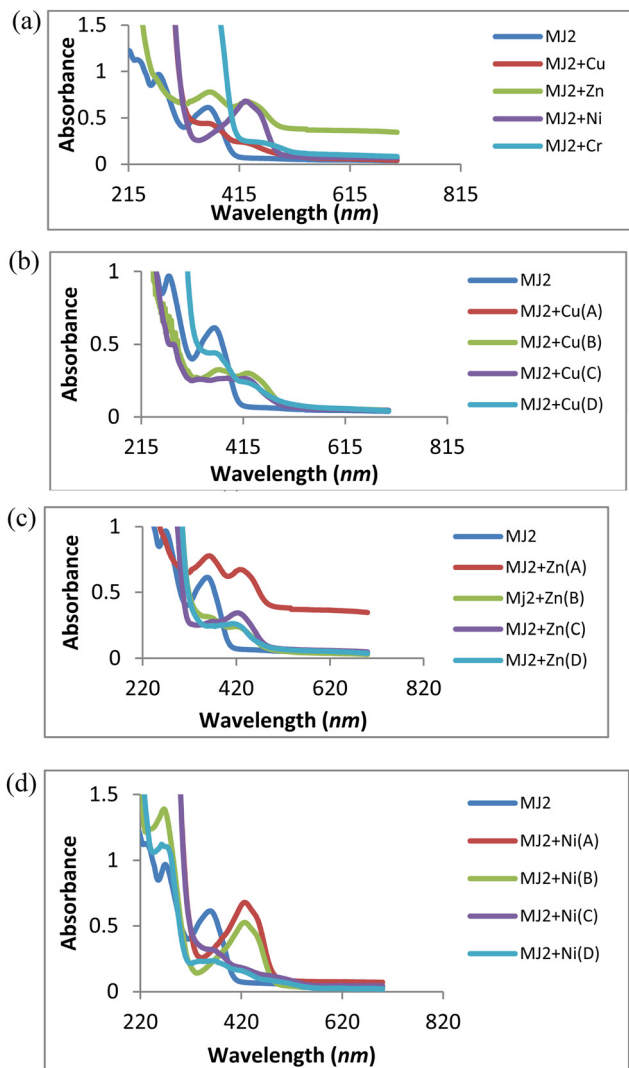 (a)
1.5
1
0.5
0
Absorbance
215 415 615 815
Wavelength (nm)
MJ2
MJ2+Cu
MJ2+Zn
MJ2+Ni
MJ2+Cr
(b)
1
0.5
0
Absorbance
215 415 615 815
Wavelength (nm)
MJ2
MJ2+Cu(A)
MJ2+Cu(B)
MJ2+Cu(C)
MJ2+Cu(D)
(c)
1
0.5
0
Absorbance
220 420 620 820
Wavelength (nm)
MJ2
MJ2+Zn(A)
Mj2+Zn(B)
MJ2+Zn(C)
MJ2+Zn(D)
(d)
1.5
1
0.5
0
Absorbance
220 420 620 820
Wavelength (nm)
MJ2
MJ2+Ni(A)
MJ2+Ni(B)
MJ2+Ni(C)
MJ2+Ni(D)